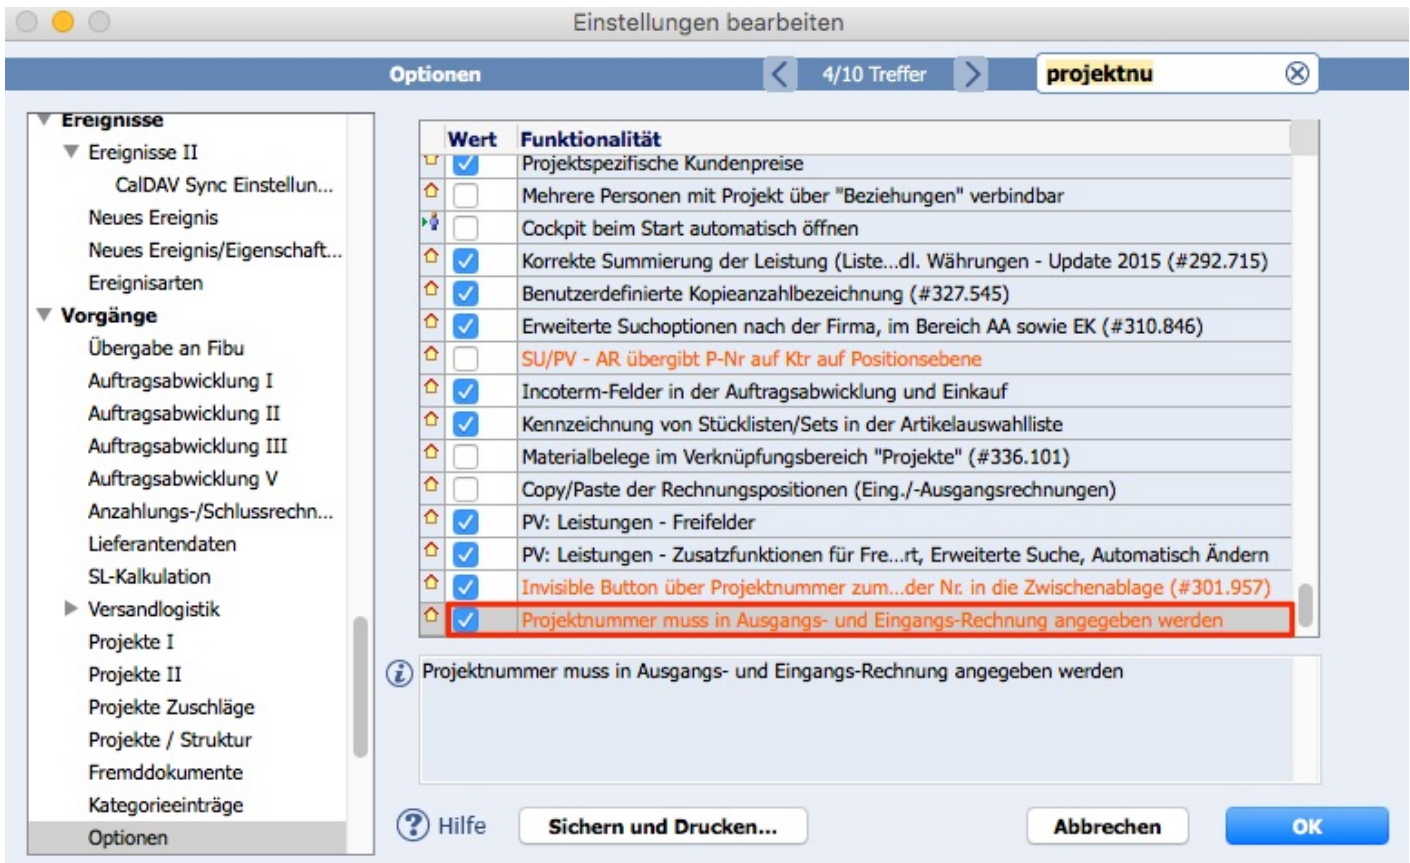 Einstellungen bearbeiten
Optionen
4/10 Treffer
projektnu
Ereignisse
Ereignisse II
CalDAV Sync Einstellun...
Neues Ereignis
Neues Ereignis/Eigenschaft...
Ereignisarten
Vorgänge
Übergabe an Fibu
Auftragsabwicklung I
Auftragsabwicklung II
Auftragsabwicklung III
Auftragsabwicklung V
Anzahlungs-/Schlussrechn...
Lieferantendaten
SL-Kalkulation
Versandlogistik
Projekte I
Projekte II
Projekte Zuschläge
Projekte / Struktur
Fremddokumente
Kategorieeinträge
Optionen
Wert Funktionalität
Projektspezifische Kundenpreise
Mehrere Personen mit Projekt über "Beziehungen" verbindbar
Cockpit beim Start automatisch öffnen
Korrekte Summierung der Leistung (Liste...dl. Währungen - Update 2015 (#292.715)
Benutzerdefinierte Kopieanzahlbezeichnung (#327.545)
Erweiterte Suchoptionen nach der Firma, im Bereich AA sowie EK (#310.846)
SU/PV - AR übergibt P-Nr auf Ktr auf Positionsebene
Incoterm-Felder in der Auftragsabwicklung und Einkauf
Kennzeichnung von Stücklisten/Sets in der Artikelauswahlliste
Materialbelege im Verknüpfungsbereich "Projekte" (#336.101)
Copy/Paste der Rechnungspositionen (Eing./-Ausgangsrechnungen)
PV: Leistungen - Freifelder
PV: Leistungen - Zusatzfunktionen für Fre...rt, Erweiterte Suche, Automatisch Ändern
Invisible Button über Projektnummer zum...der Nr. in die Zwischenablage (#301.957)
Projektnummer muss in Ausgangs- und Eingangs-Rechnung angegeben werden
Projektnummer muss in Ausgangs- und Eingangs-Rechnung angegeben werden
? Hilfe
Sichern und Drucken...
Abbrechen
OK